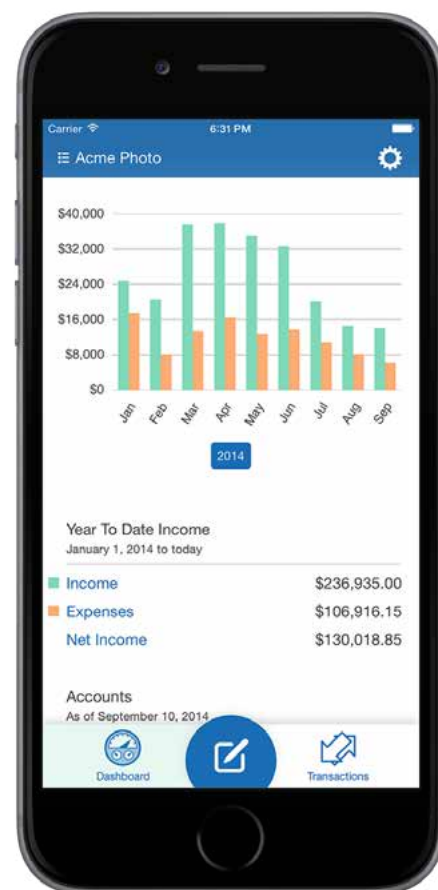 Carrier 6:31 PM
Acme Photo
$40,000
$32,000
$24,000
$16,000
$8,000
$0
Jan Feb Mar Apr May Jun Jul Aug Sep
2014
Year To Date Income
January 1, 2014 to today
Income $236,935.00
Expenses $106,916.15
Net Income $130,018.85
Accounts
As of September 10, 2014
Dashboard Transactions